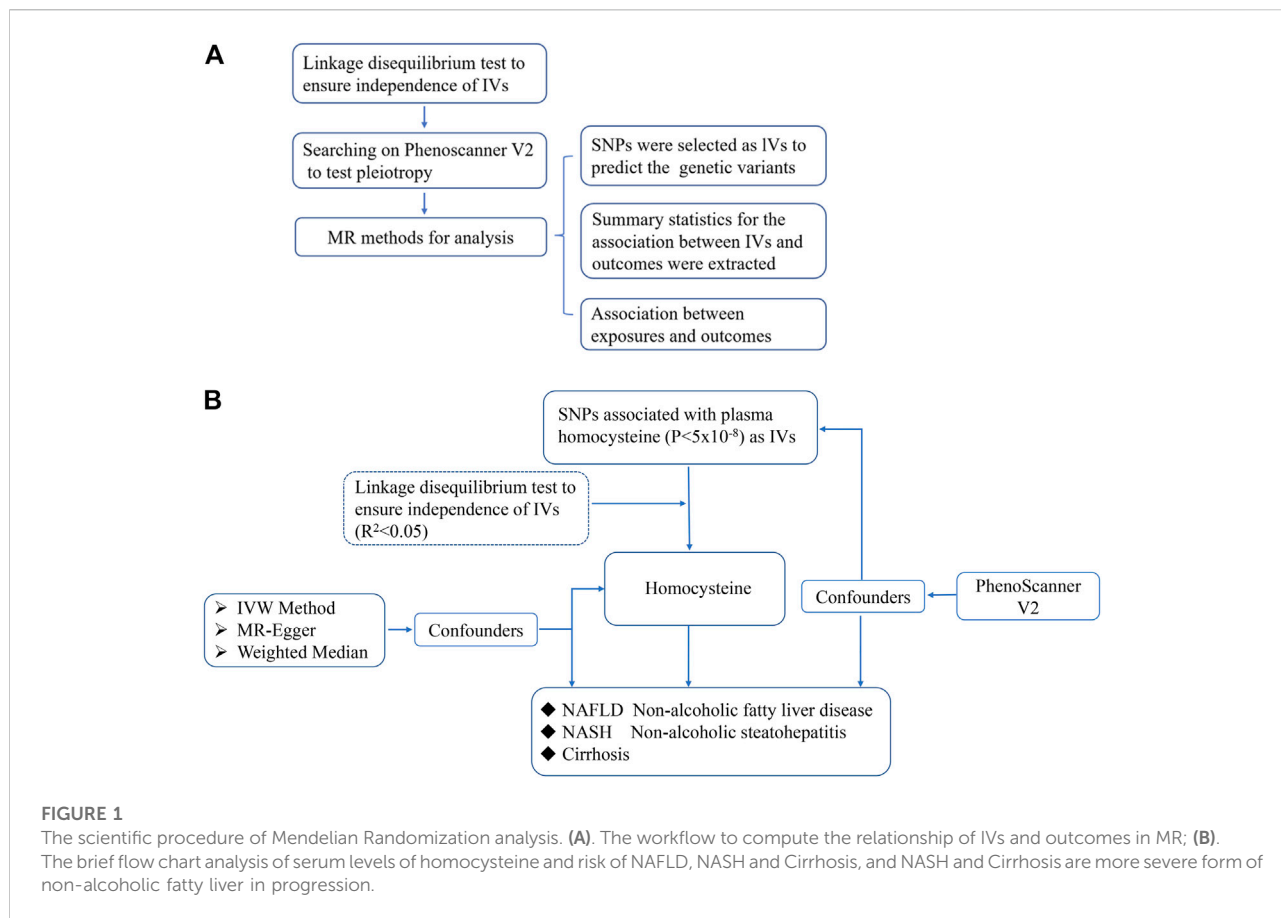 A
Linkage disequilibrium test to
ensure independence of IVs
Searching on Phenoscanner V2
to test pleiotropy
MR methods for analysis
SNPs were selected as IVs to
predict the genetic variants
Summary statistics for the
association between IVs and
outcomes were extracted
Association between
exposures and outcomes
B
SNPs associated with plasma
homocysteine (P<5x10⁻⁸) as IVs
Linkage disequilibrium test to
ensure independence of IVs
(R²<0.05)
Homocysteine
Confounders
PhenoScanner
V2
➢ IVW Method
➢ MR-Egger
➢ Weighted Median
Confounders
◆ NAFLD Non-alcoholic fatty liver disease
◆ NASH Non-alcoholic steatohepatitis
◆ Cirrhosis
FIGURE 1
The scientific procedure of Mendelian Randomization analysis. (A). The workflow to compute the relationship of IVs and outcomes in MR; (B).
The brief flow chart analysis of serum levels of homocysteine and risk of NAFLD, NASH and Cirrhosis, and NASH and Cirrhosis are more severe form of
non-alcoholic fatty liver in progression.